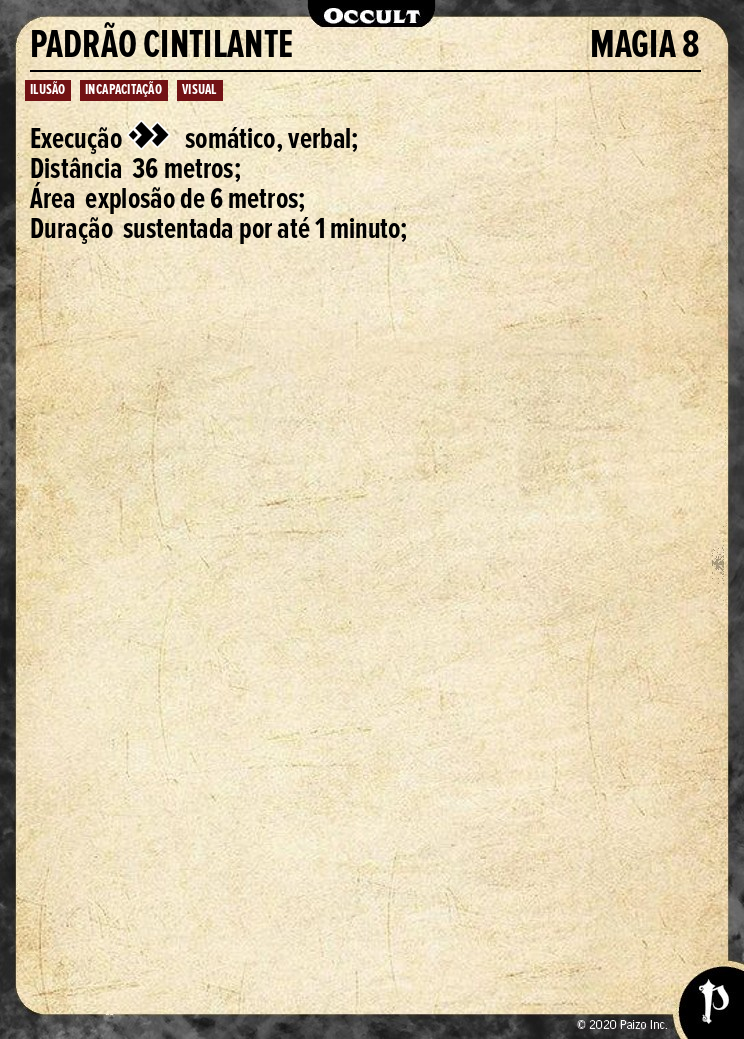 OCCULT
PADRÃO CINTILANTE MAGIA 8
ILUSÃO INCAPACITAÇÃO VISUAL
Execução somático, verbal;
Distância 36 metros;
Área explosão de 6 metros;
Duração sustentada por até 1 minuto;
© 2020 Paizo Inc.
P